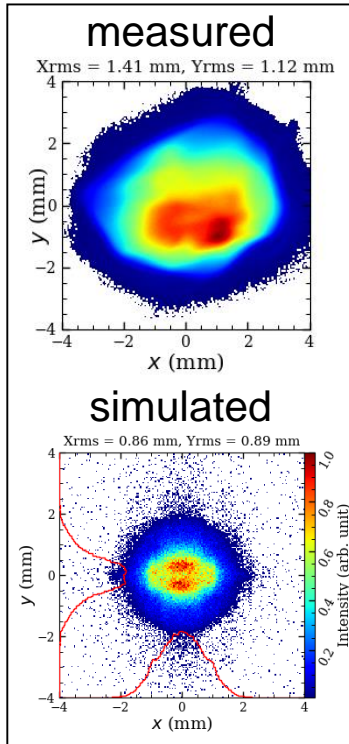 measured
Xrms = 1.41 mm, Yrms = 1.12 mm
4
2
0
−2
−4
y (mm)
−4 −2 0 2 4
x (mm)
simulated
Xrms = 0.86 mm, Yrms = 0.89 mm
4
2
0
−2
−4
y (mm)
−4 −2 0 2 4
x (mm)
1.0
0.8
0.6
0.4
0.2
Intensity (arb. unit)